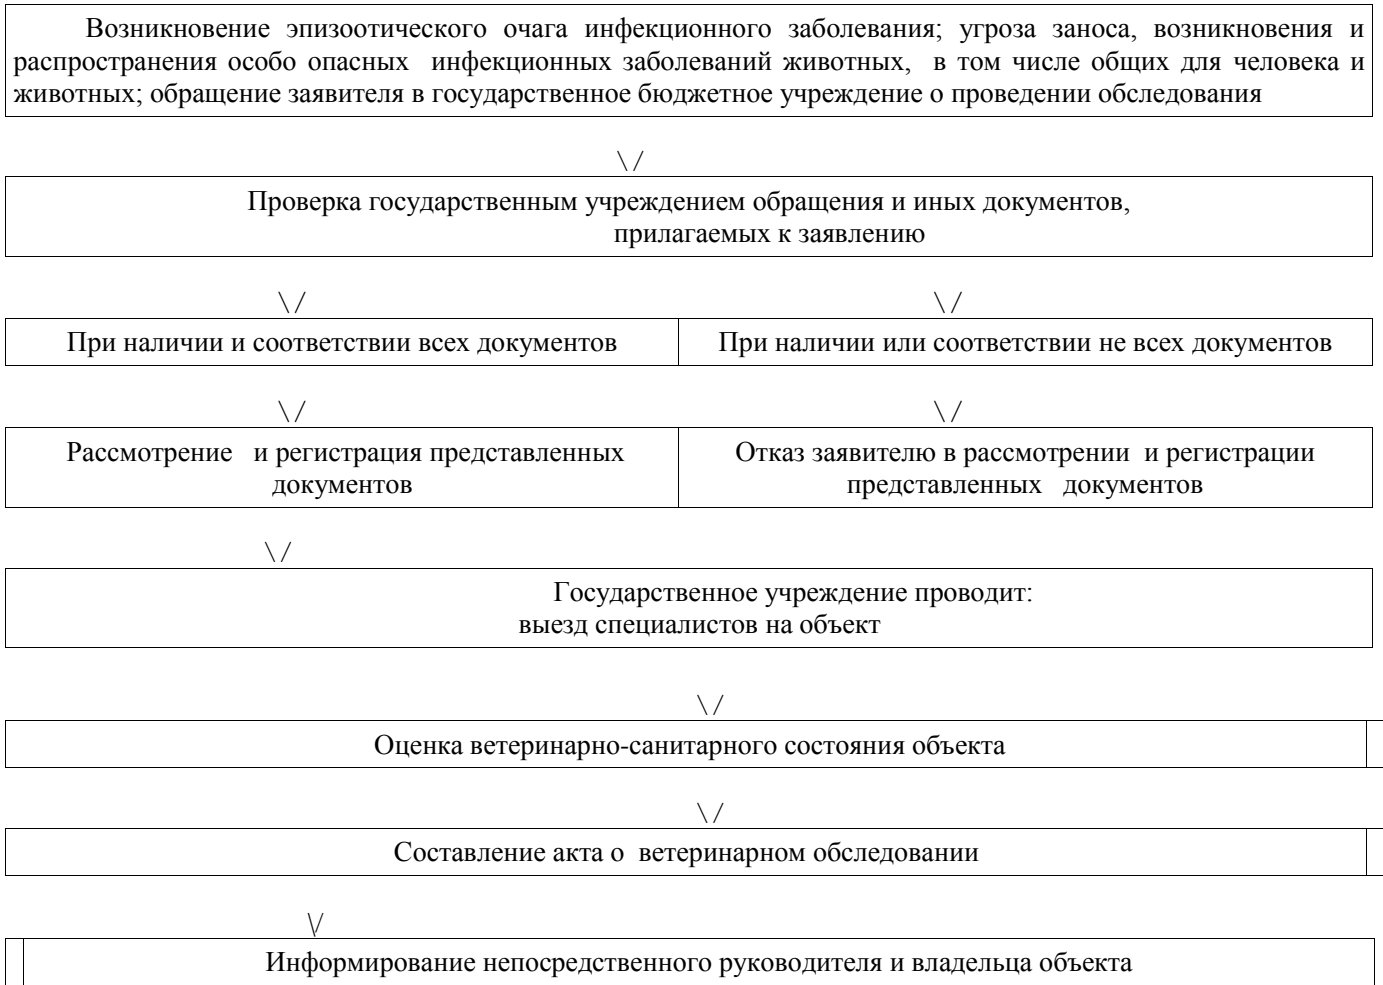 Возникновение эпизоотического очага инфекционного заболевания; угроза заноса, возникновения и
распространения особо опасных инфекционных заболеваний животных, в том числе общих для человека и
животных; обращение заявителя в государственное бюджетное учреждение о проведении обследования
\ /
Проверка государственным учреждением обращения и иных документов,
прилагаемых к заявлению
\ / \ /
При наличии и соответствии всех документов При наличии или соответствии не всех документов
\ / \ /
Рассмотрение и регистрация представленных
документов
Отказ заявителю в рассмотрении и регистрации
представленных документов
\ /
Государственное учреждение проводит:
выезд специалистов на объект
\ /
Оценка ветеринарно-санитарного состояния объекта
\ /
Составление акта о ветеринарном обследовании
\/
Информирование непосредственного руководителя и владельца объекта